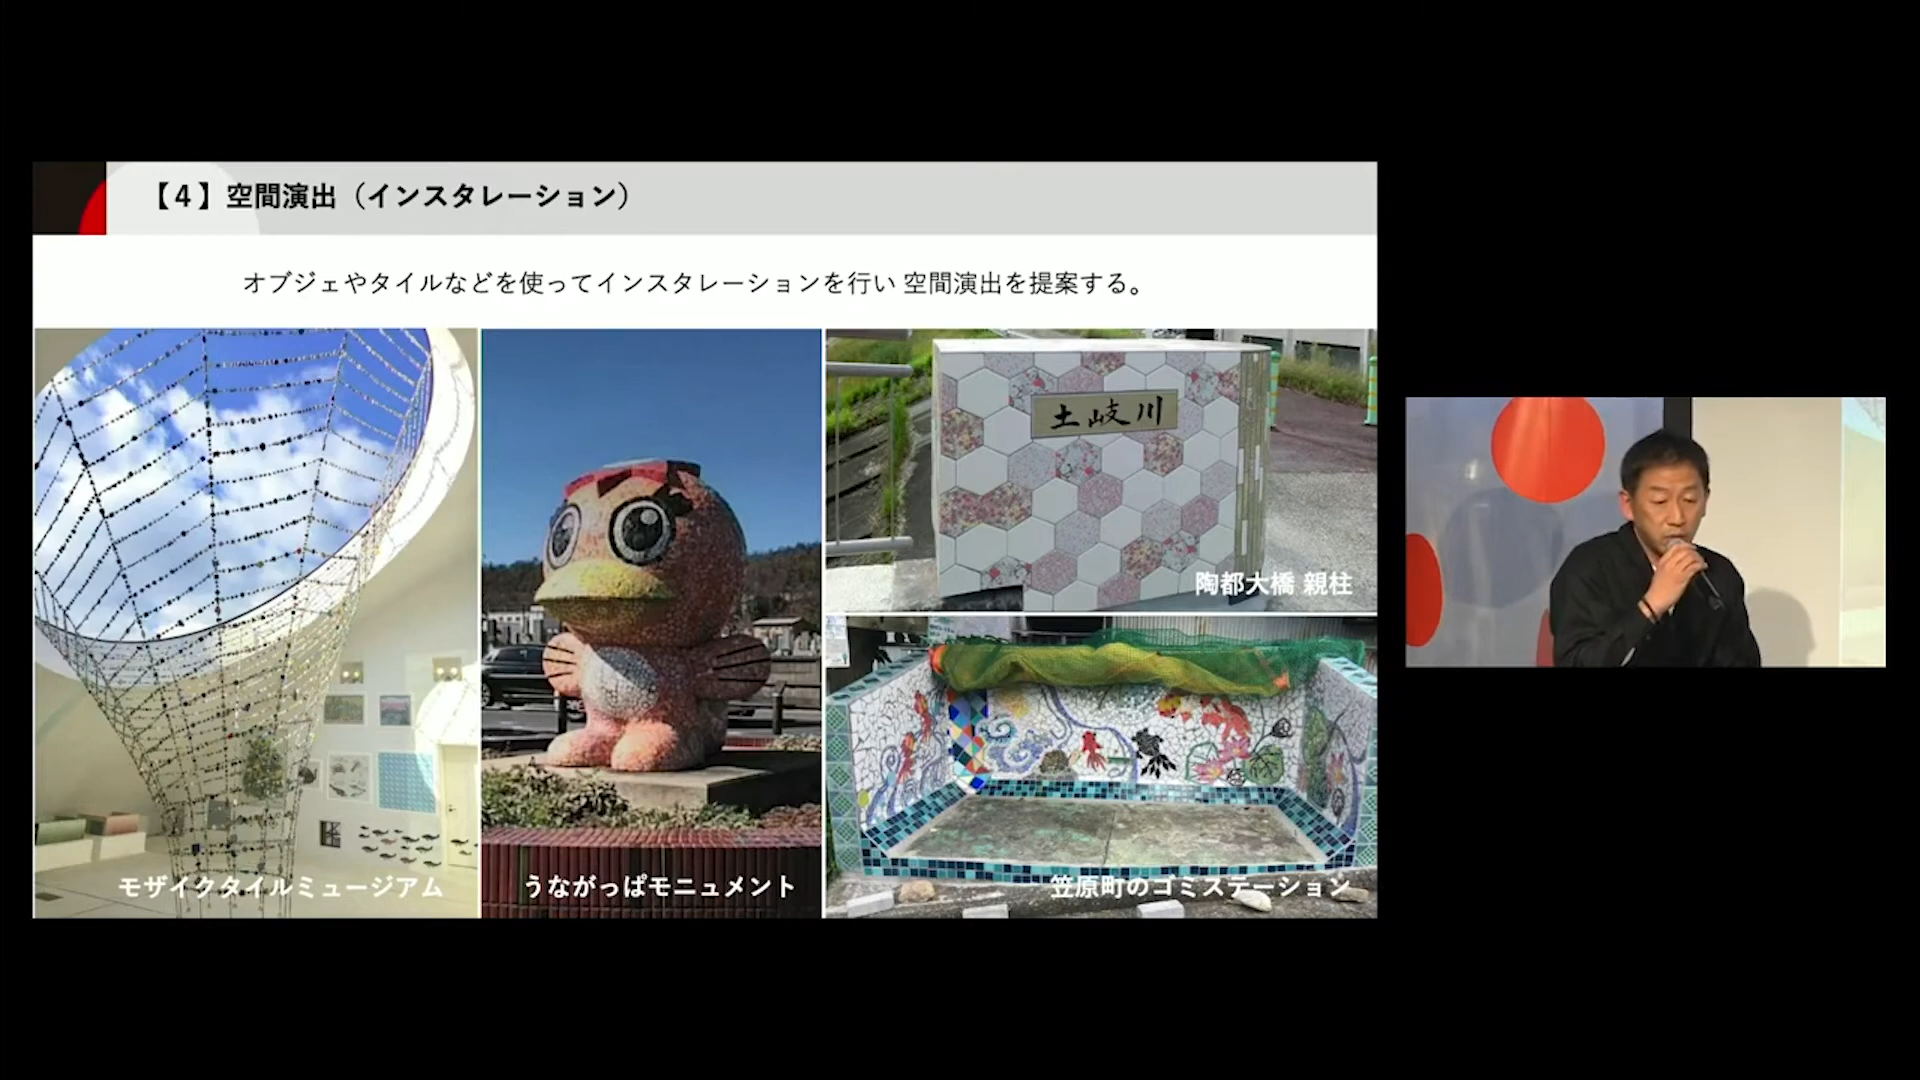 【4】空間演出（インスタレーション）
オブジェやタイルなどを使ってインスタレーションを行い 空間演出を提案する。
土岐川
陶都大橋 親柱
モザイクタイルミュージアム
うながっぱモニュメント
笠原町のゴミステーション